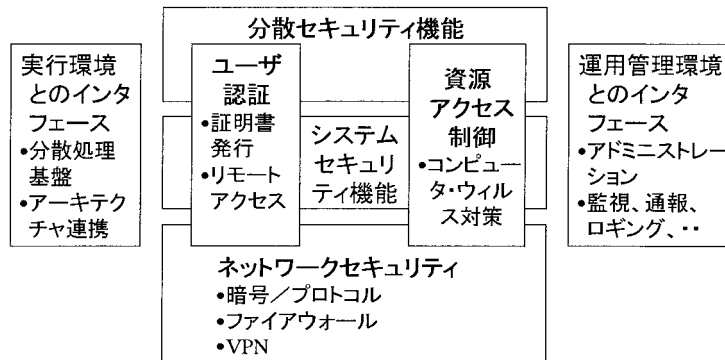 分散セキュリティ機能
実行環境
とのインタ
フェース
•分散処理
基盤
•アーキテク
チャ連携
ユーザ
認証
•証明書
発行
•リモート
アクセス
システム
セキュリ
ティ機能
資源
アクセス
制御
•コンピュー
タ・ウィル
ス対策
運用管理環境
とのインタ
フェース
•アドミニストレー
ション
•監視、通報、
ロギング、・・
ネットワークセキュリティ
•暗号／プロトコル
•ファイアウォール
•VPN